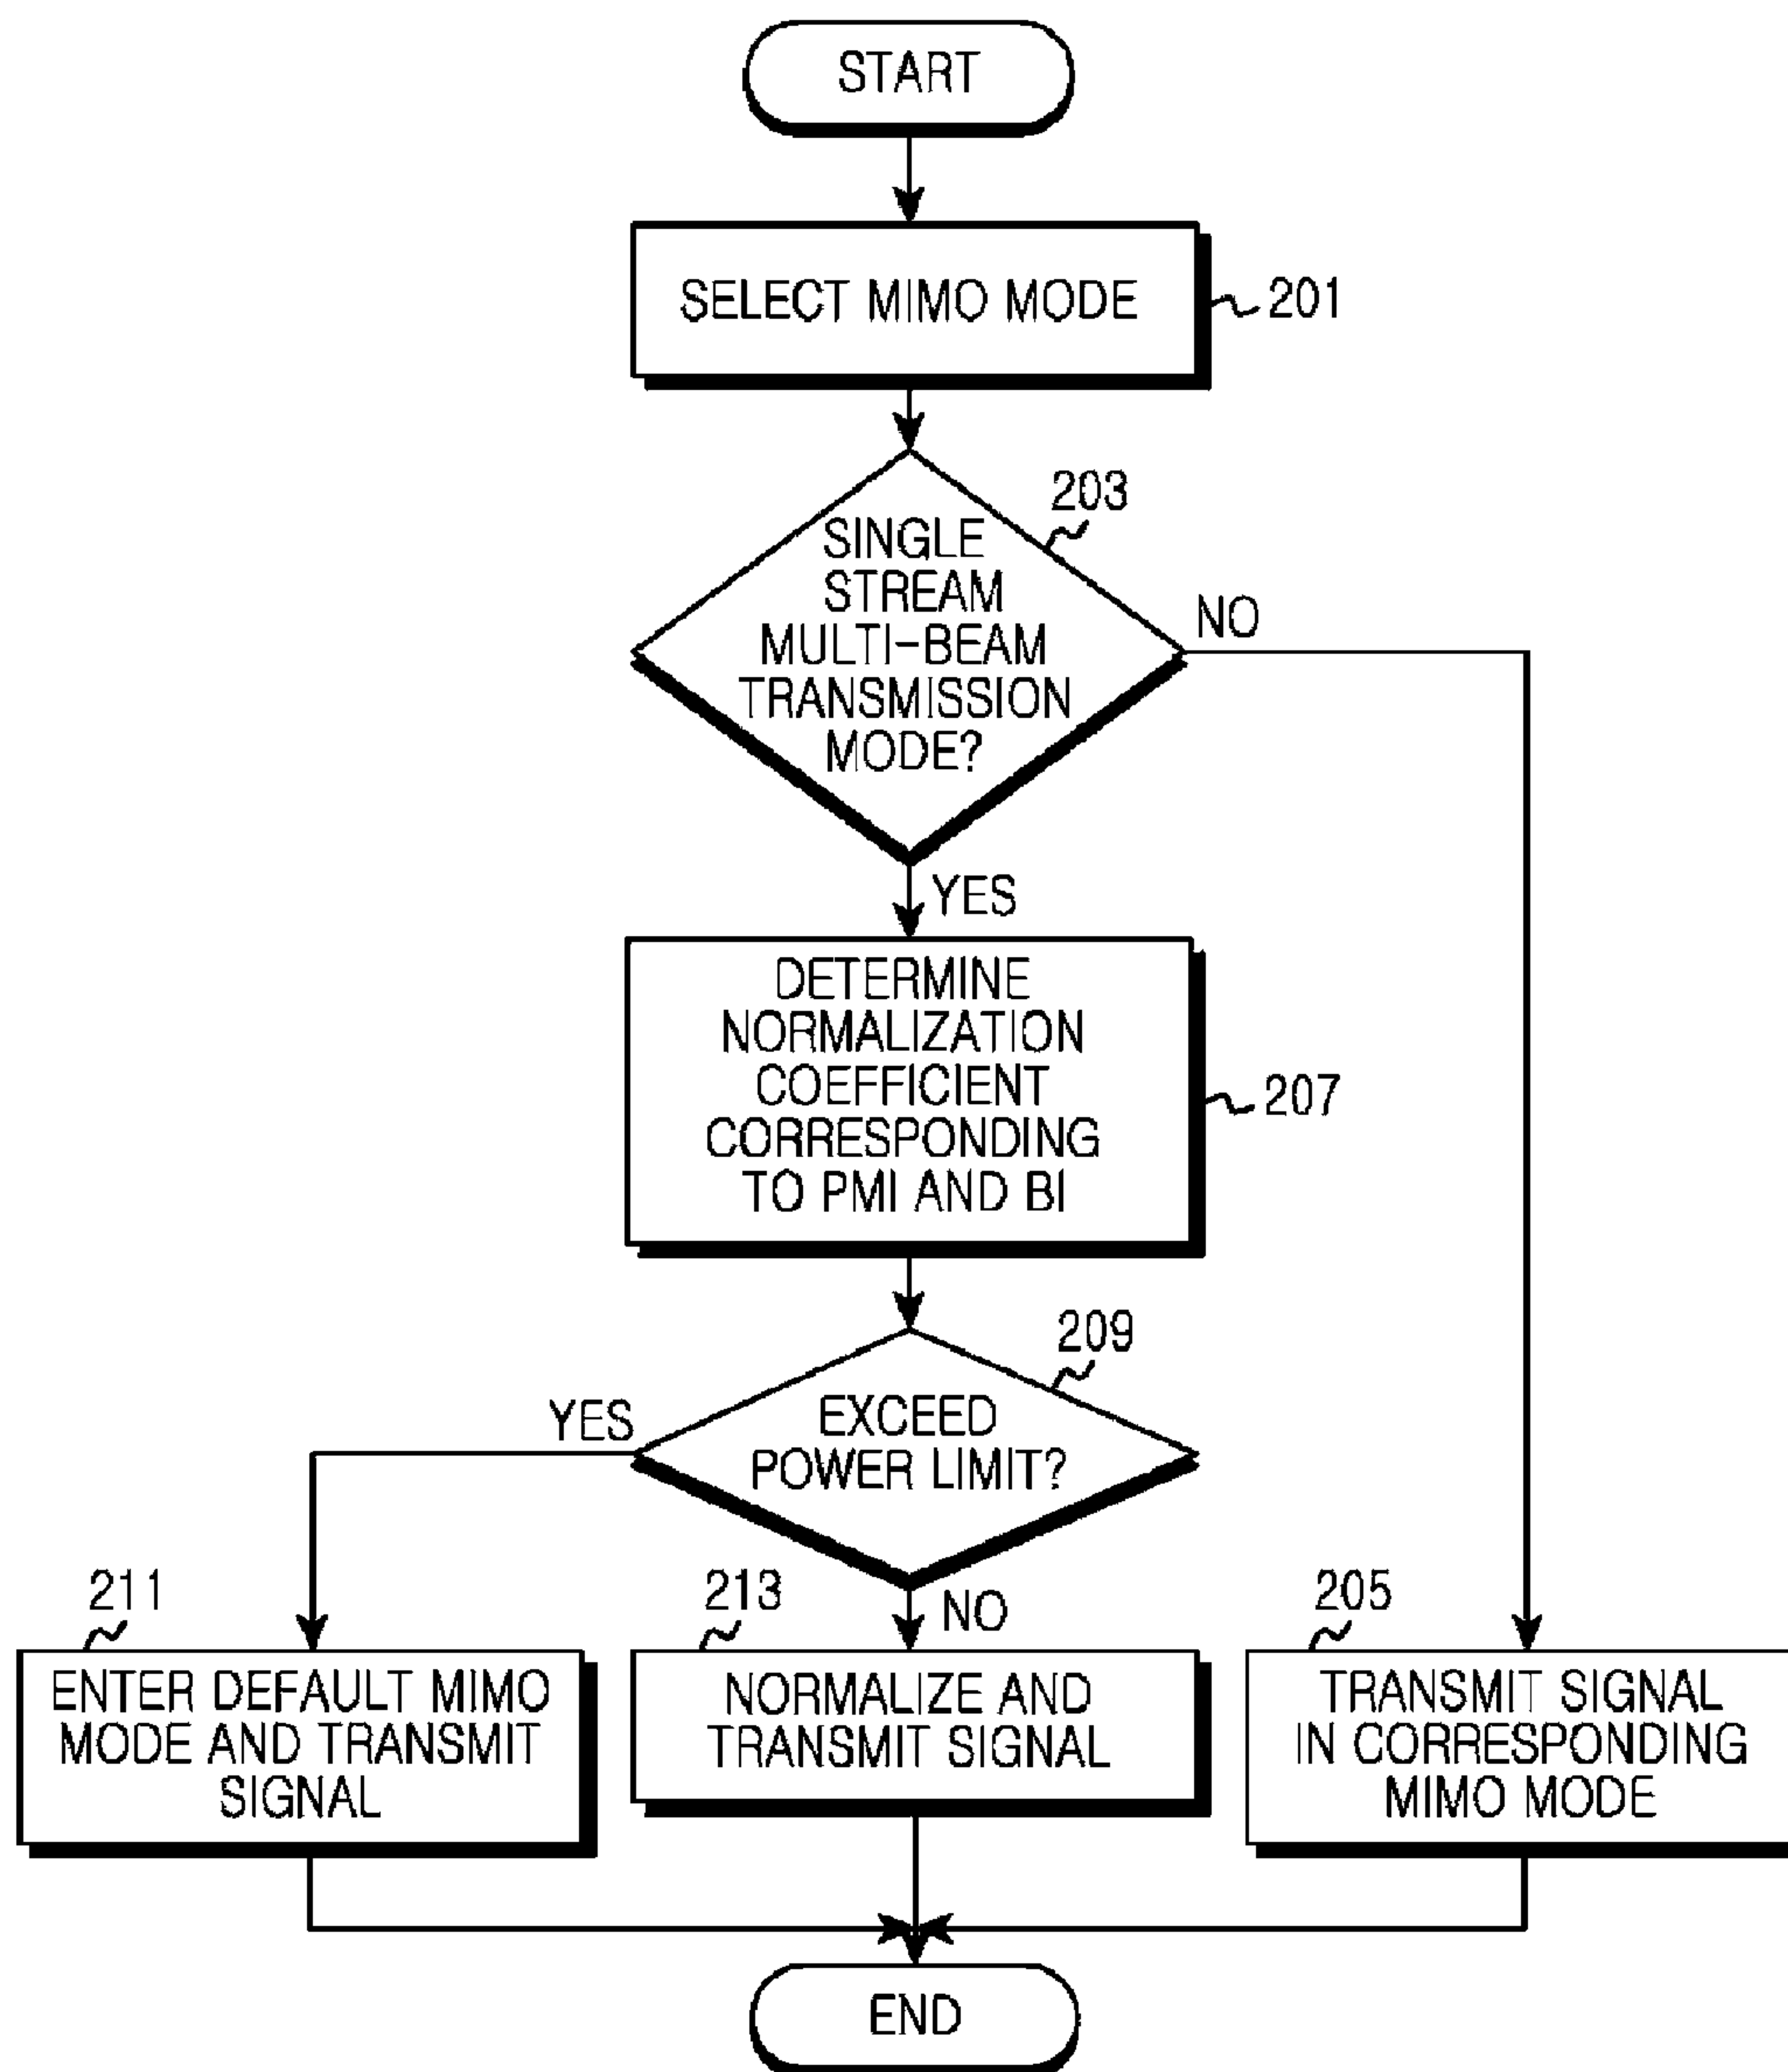 START
SELECT MIMO MODE
201
203
SINGLE
STREAM
MULTI-BEAM
TRANSMISSION
MODE?
NO
YES
DETERMINE
NORMALIZATION
COEFFICIENT
CORRESPONDING
TO PMI AND BI
207
209
EXCEED
POWER LIMIT?
YES
NO
211
ENTER DEFAULT MIMO
MODE AND TRANSMIT
SIGNAL
213
NORMALIZE AND
TRANSMIT SIGNAL
205
TRANSMIT SIGNAL
IN CORRESPONDING
MIMO MODE
END